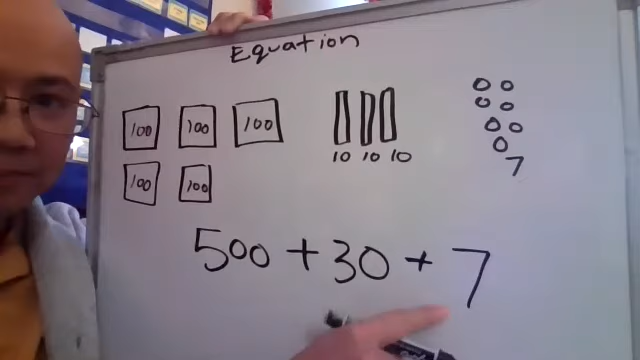 Equation
100 100 100
10 10 10
100 100
7
500 + 30 + 7